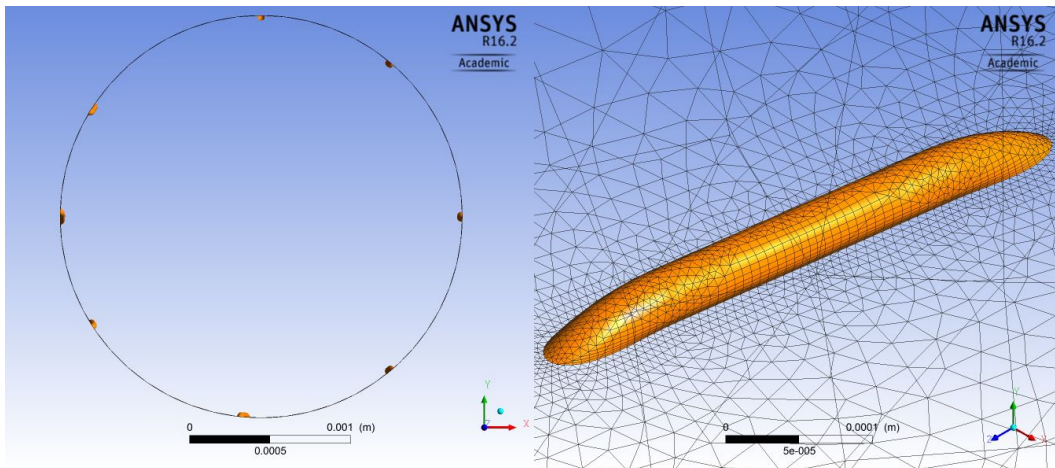 ANSYS
R16.2
Academic
Y
Z
X
0
0.001 (m)
0.0005
ANSYS
R16.2
Academic
Y
Z
X
0
0.0001 (m)
5e-005